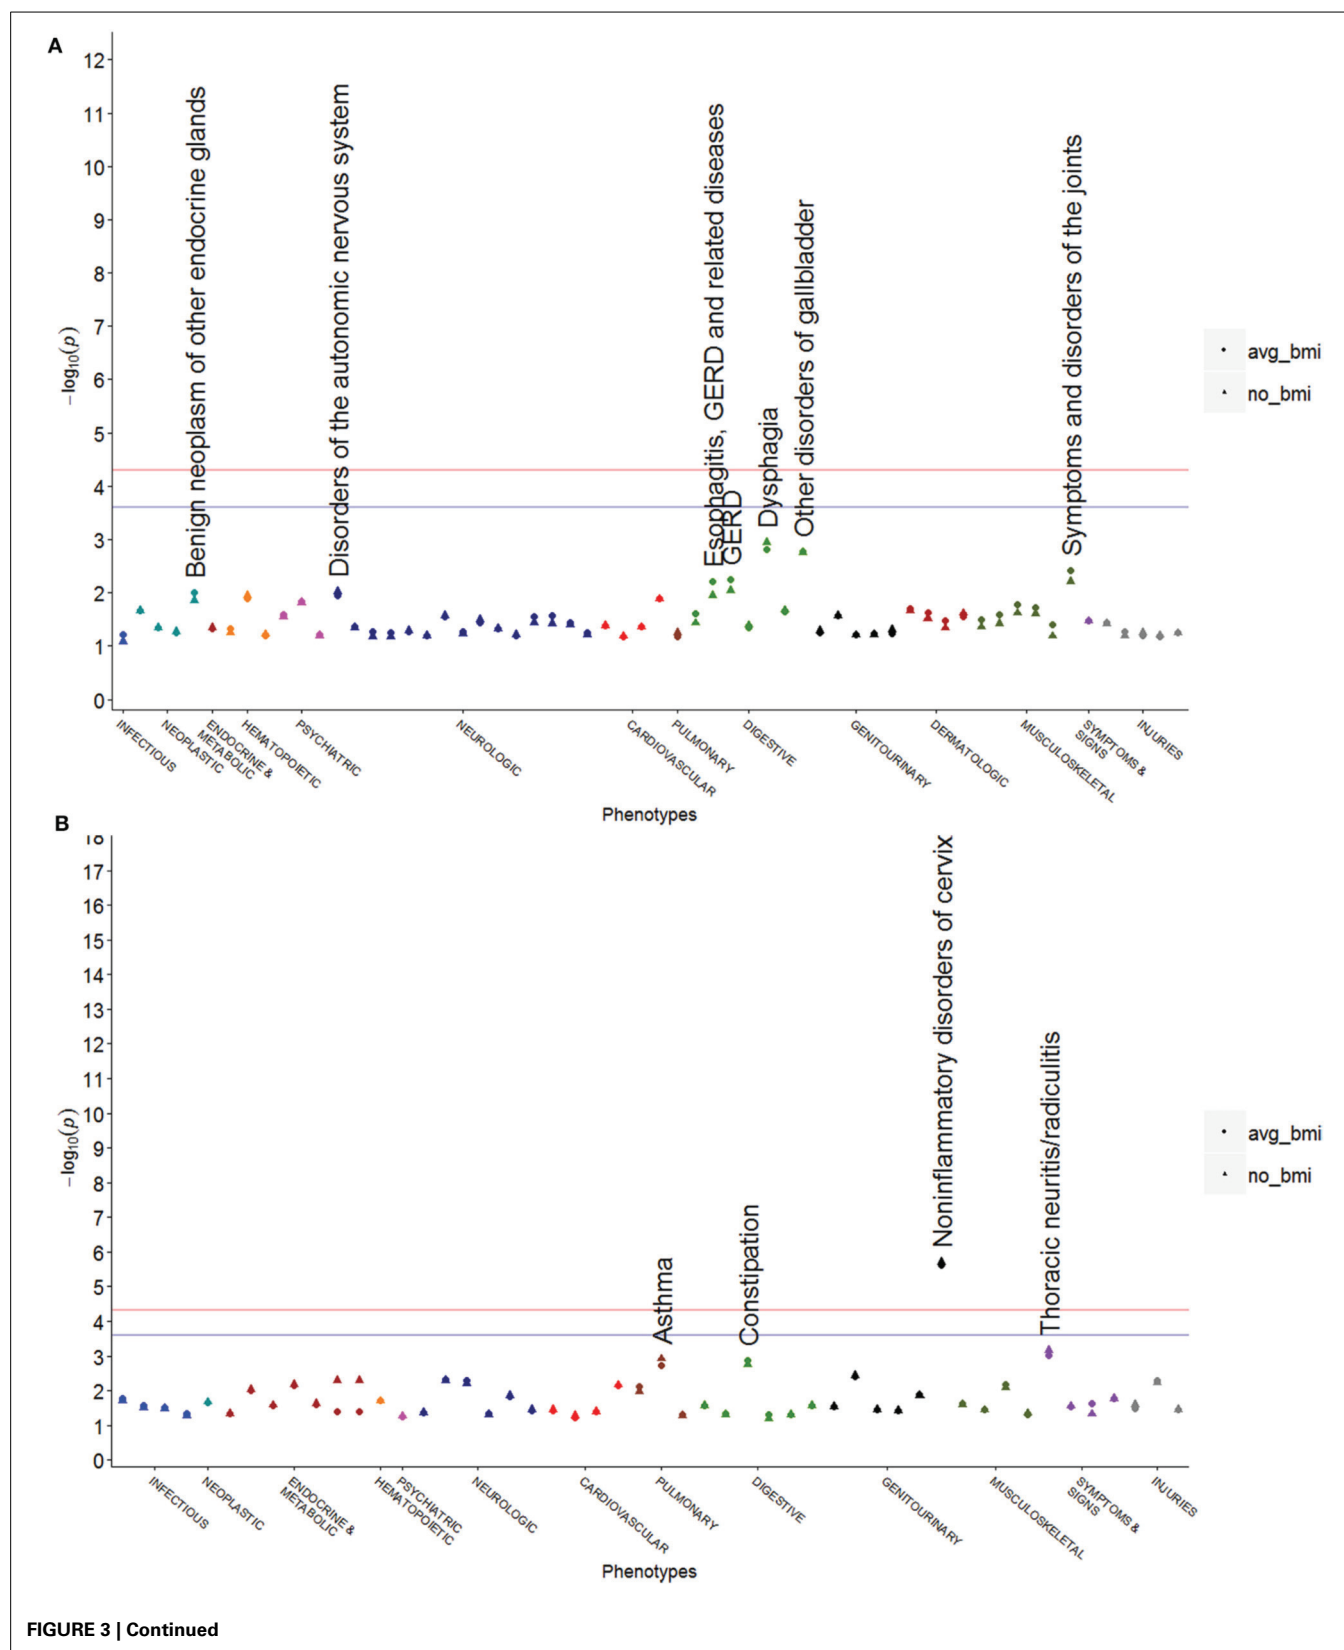 A
12
11
10
9
8
7
6
5
4
3
2
1
0
−log10(p)
Benign neoplasm of other endocrine glands
Disorders of the autonomic nervous system
Esophagitis, GERD and related diseases
GERD
Dysphagia
Other disorders of gallbladder
Symptoms and disorders of the joints
avg_bmi
no_bmi
INFECTIOUS
NEOPLASTIC
ENDOCRINE &
METABOLIC
HEMATOPOIETIC
PSYCHIATRIC
NEUROLOGIC
CARDIOVASCULAR
PULMONARY
DIGESTIVE
GENITOURINARY
DERMATOLOGIC
MUSCULOSKELETAL
SYMPTOMS &
SIGNS
INJURIES
Phenotypes
B
18
17
16
15
14
13
12
11
10
9
8
7
6
5
4
3
2
1
0
−log10(p)
Asthma
Constipation
Noninflammatory disorders of cervix
Thoracic neuritis/radiculitis
avg_bmi
no_bmi
INFECTIOUS
NEOPLASTIC
ENDOCRINE &
METABOLIC
HEMATOPOIETIC
PSYCHIATRIC
NEUROLOGIC
CARDIOVASCULAR
PULMONARY
DIGESTIVE
GENITOURINARY
MUSCULOSKELETAL
SYMPTOMS &
SIGNS
INJURIES
Phenotypes
FIGURE 3 | Continued